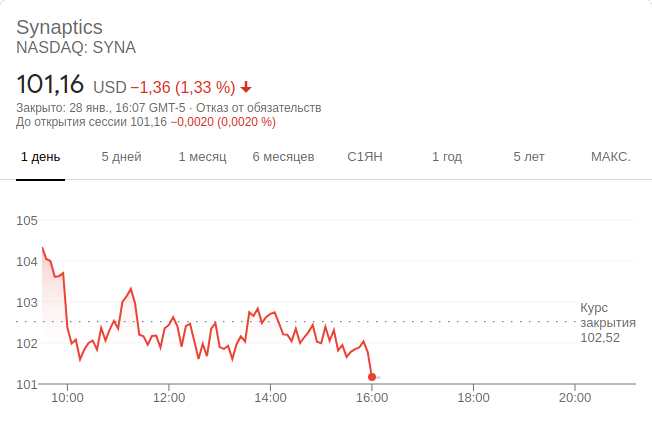 Synaptics
NASDAQ: SYNA
101,16 USD −1,36 (1,33 %)
Закрыто: 28 янв., 16:07 GMT-5 · Отказ от обязательств
До открытия сессии 101,16 −0,0020 (0,0020 %)
1 день 5 дней 1 месяц 6 месяцев С1ЯН 1 год 5 лет МАКС.
105
104
103
Курс
закрытия
102,52
102
101
10:00 12:00 14:00 16:00 18:00 20:00